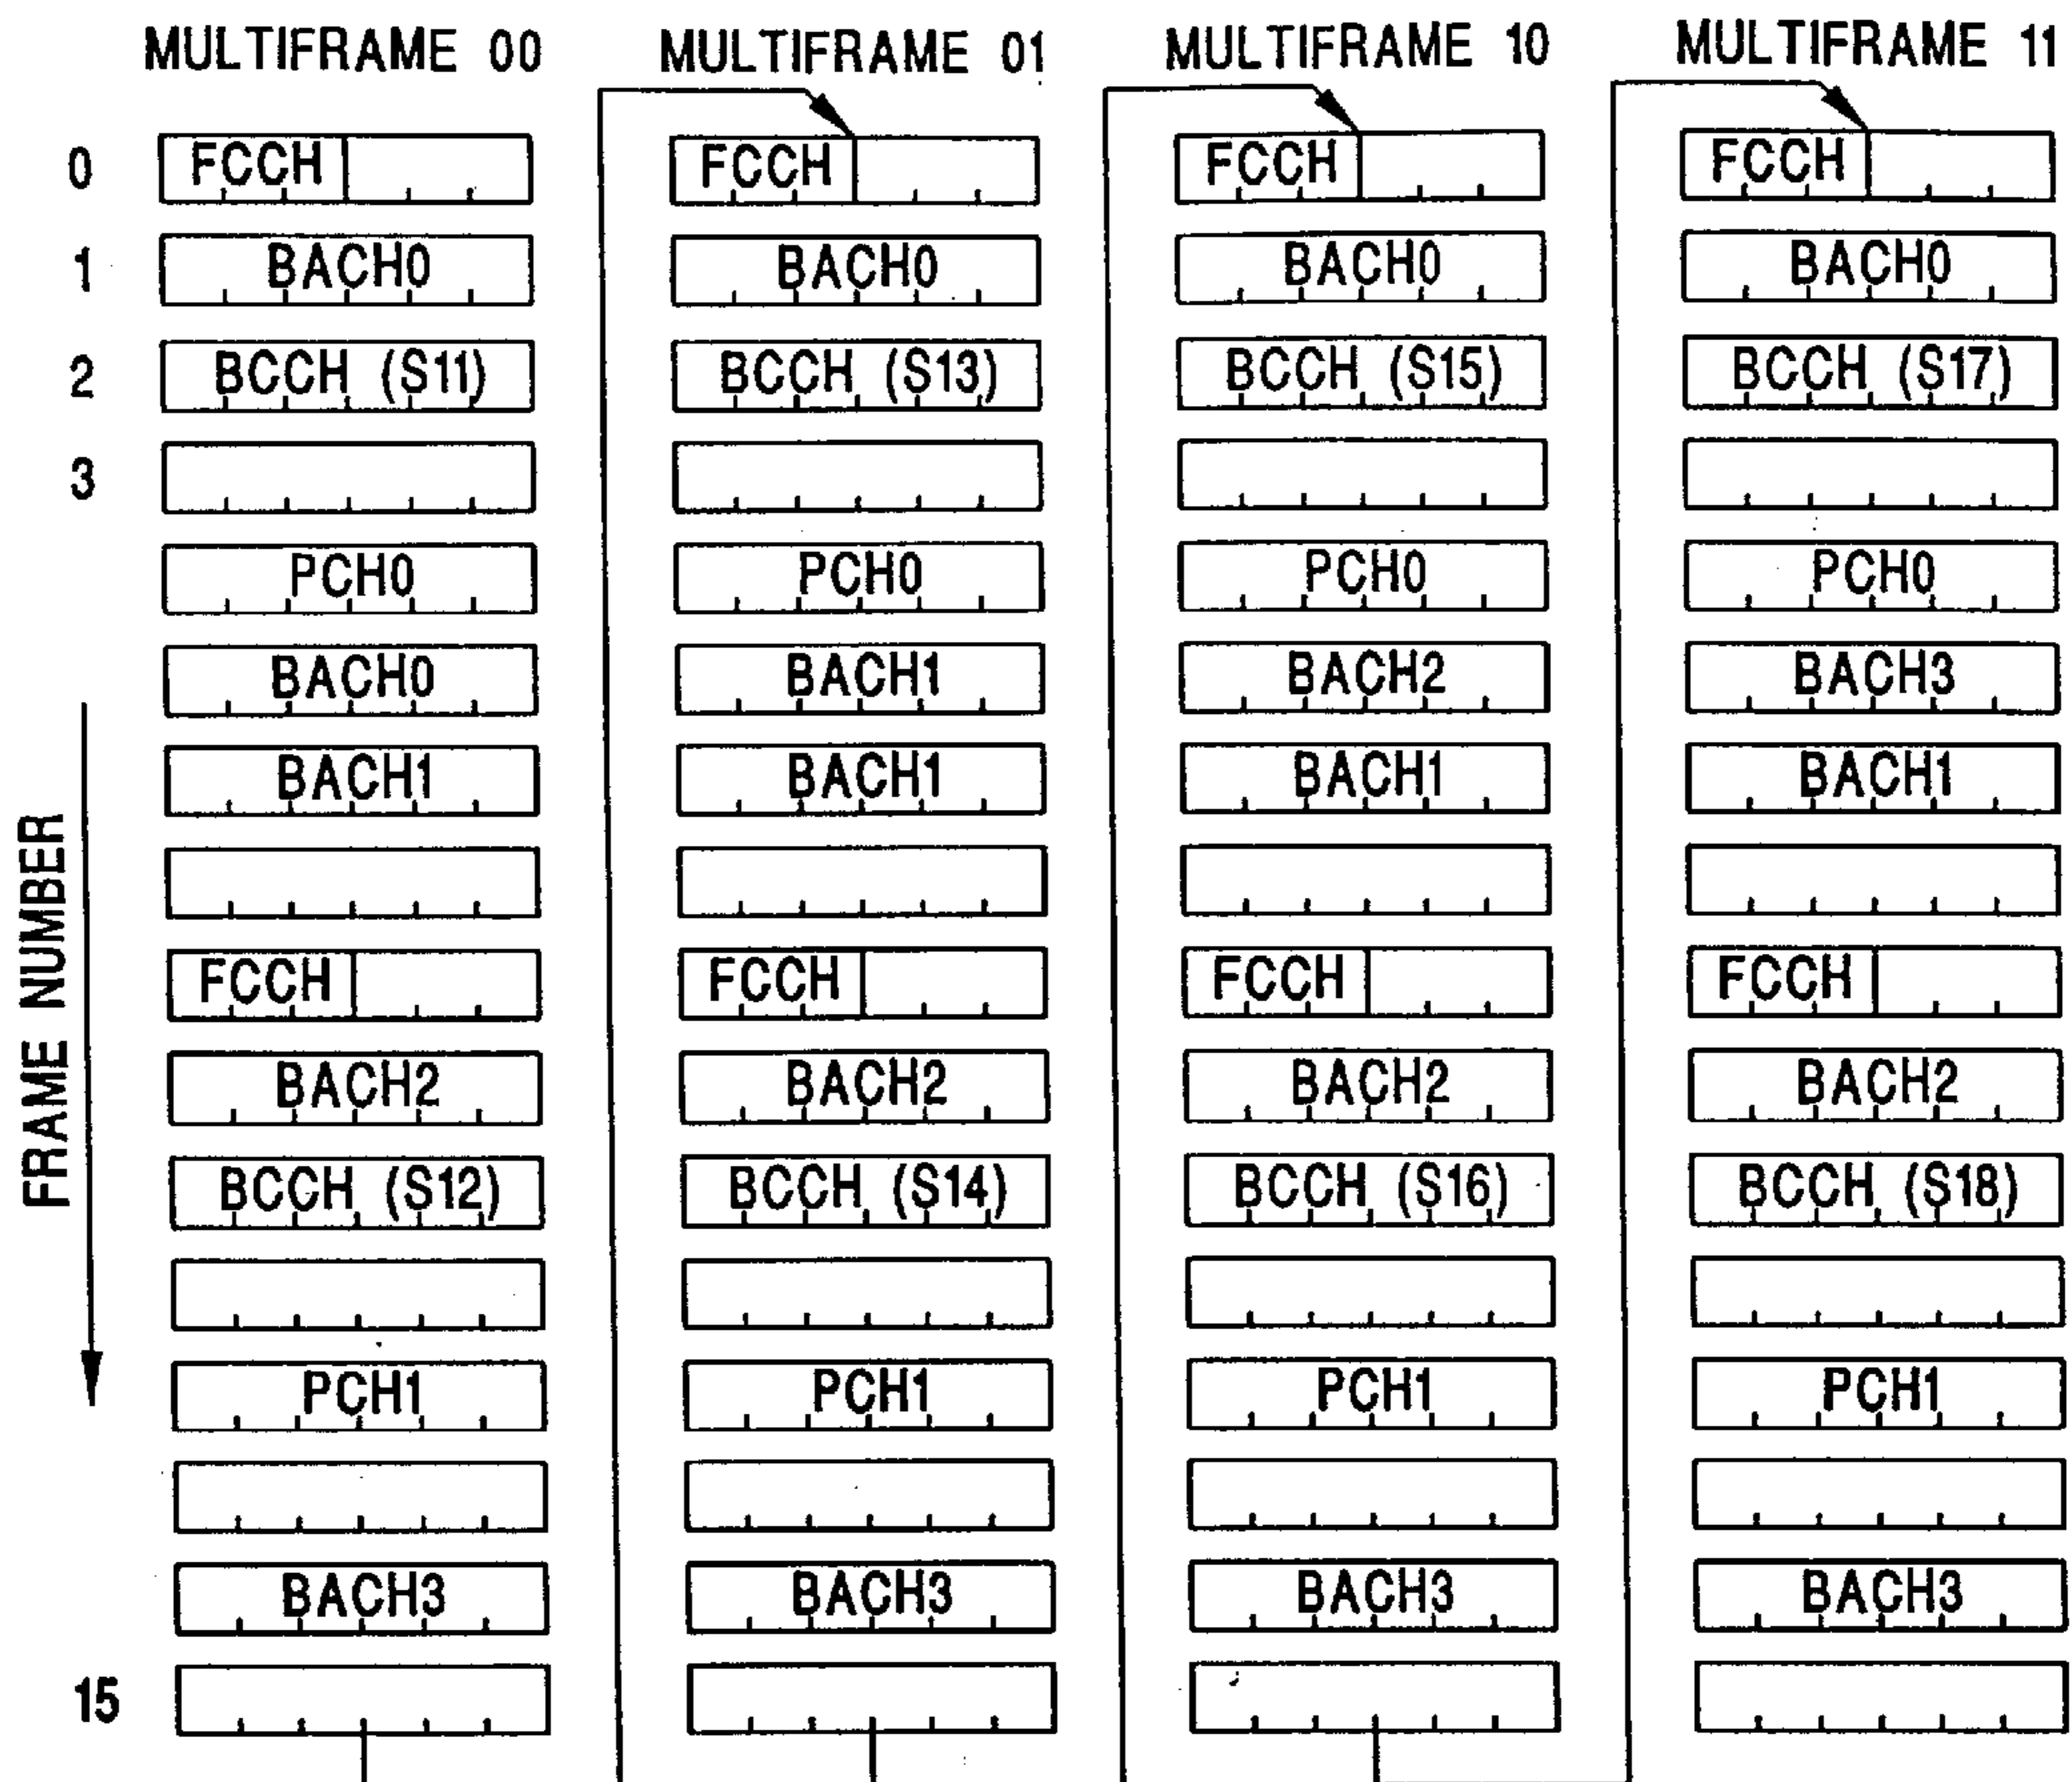 MULTIFRAME 00 MULTIFRAME 01 MULTIFRAME 10 MULTIFRAME 11
0 FCCH FCCH FCCH FCCH
1 BACH0 BACH0 BACH0 BACH0
2 BCCH (S11) BCCH (S13) BCCH (S15) BCCH (S17)
3
PCH0 PCH0 PCH0 PCH0
BACH0 BACH1 BACH2 BACH3
BACH1 BACH1 BACH1 BACH1
FCCH FCCH FCCH FCCH
BACH2 BACH2 BACH2 BACH2
BCCH (S12) BCCH (S14) BCCH (S16) BCCH (S18)
PCH1 PCH1 PCH1 PCH1
BACH3 BACH3 BACH3 BACH3
15
FRAME NUMBER